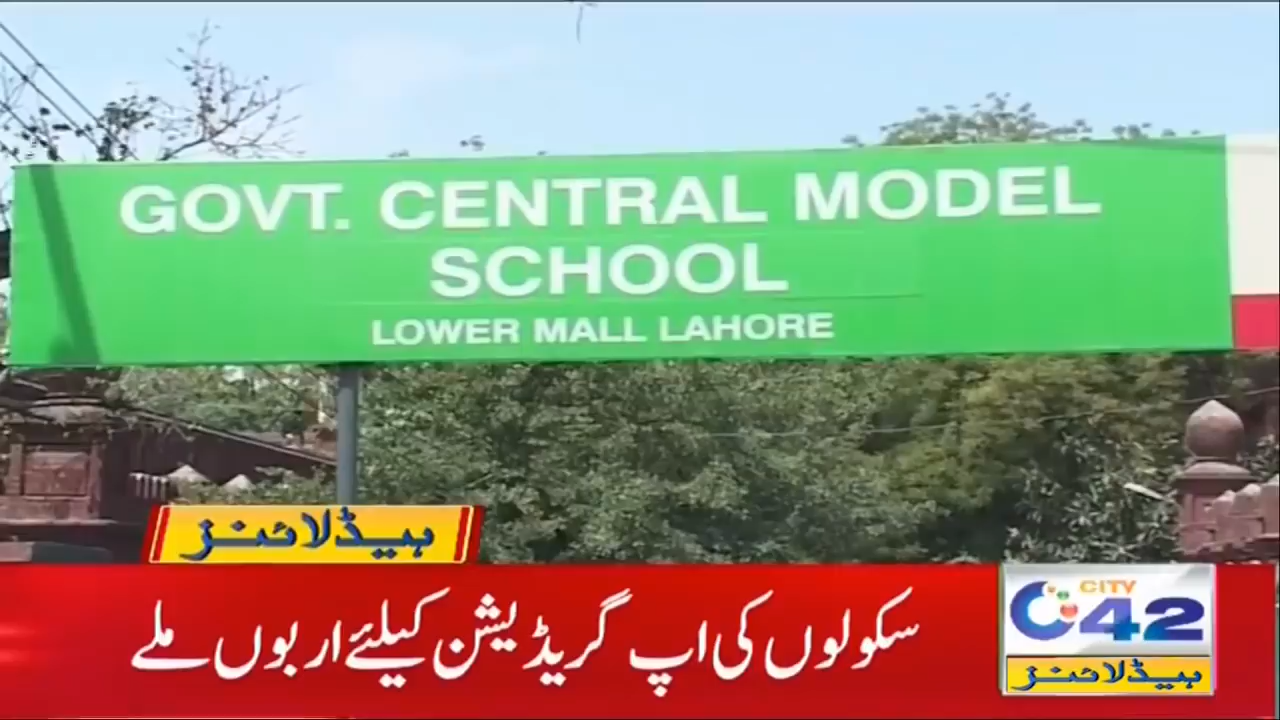 GOVT. CENTRAL MODEL
SCHOOL
LOWER MALL LAHORE
ہیڈلائنز
سکولوں کی اپ گریڈیشن کیلئے اربوں ملے
CITY
42
ہیڈلائنز